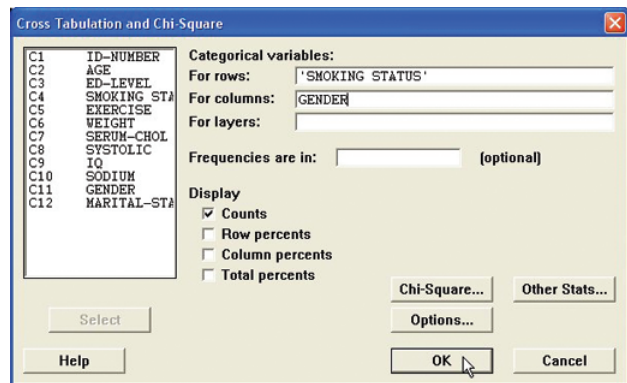 Cross Tabulation and Chi-Square
C1 ID-NUMBER
C2 AGE
C3 ED-LEVEL
C4 SMOKING STA
C5 EXERCISE
C6 WEIGHT
C7 SERUM-CHOL
C8 SYSTOLIC
C9 IQ
C10 SODIUM
C11 GENDER
C12 MARITAL-STA
Categorical variables:
For rows: 'SMOKING STATUS'
For columns: GENDER
For layers:
Frequencies are in: (optional)
Display
Counts
Row percents
Column percents
Total percents
Chi-Square... Other Stats...
Select Options...
Help OK Cancel